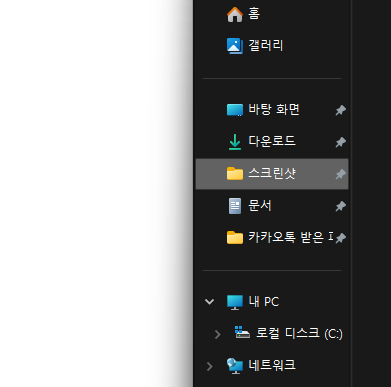 홈
갤러리
바탕 화면
다운로드
스크린샷
문서
카카오톡 받은
내 PC
로컬 디스크 (C:)
네트워크